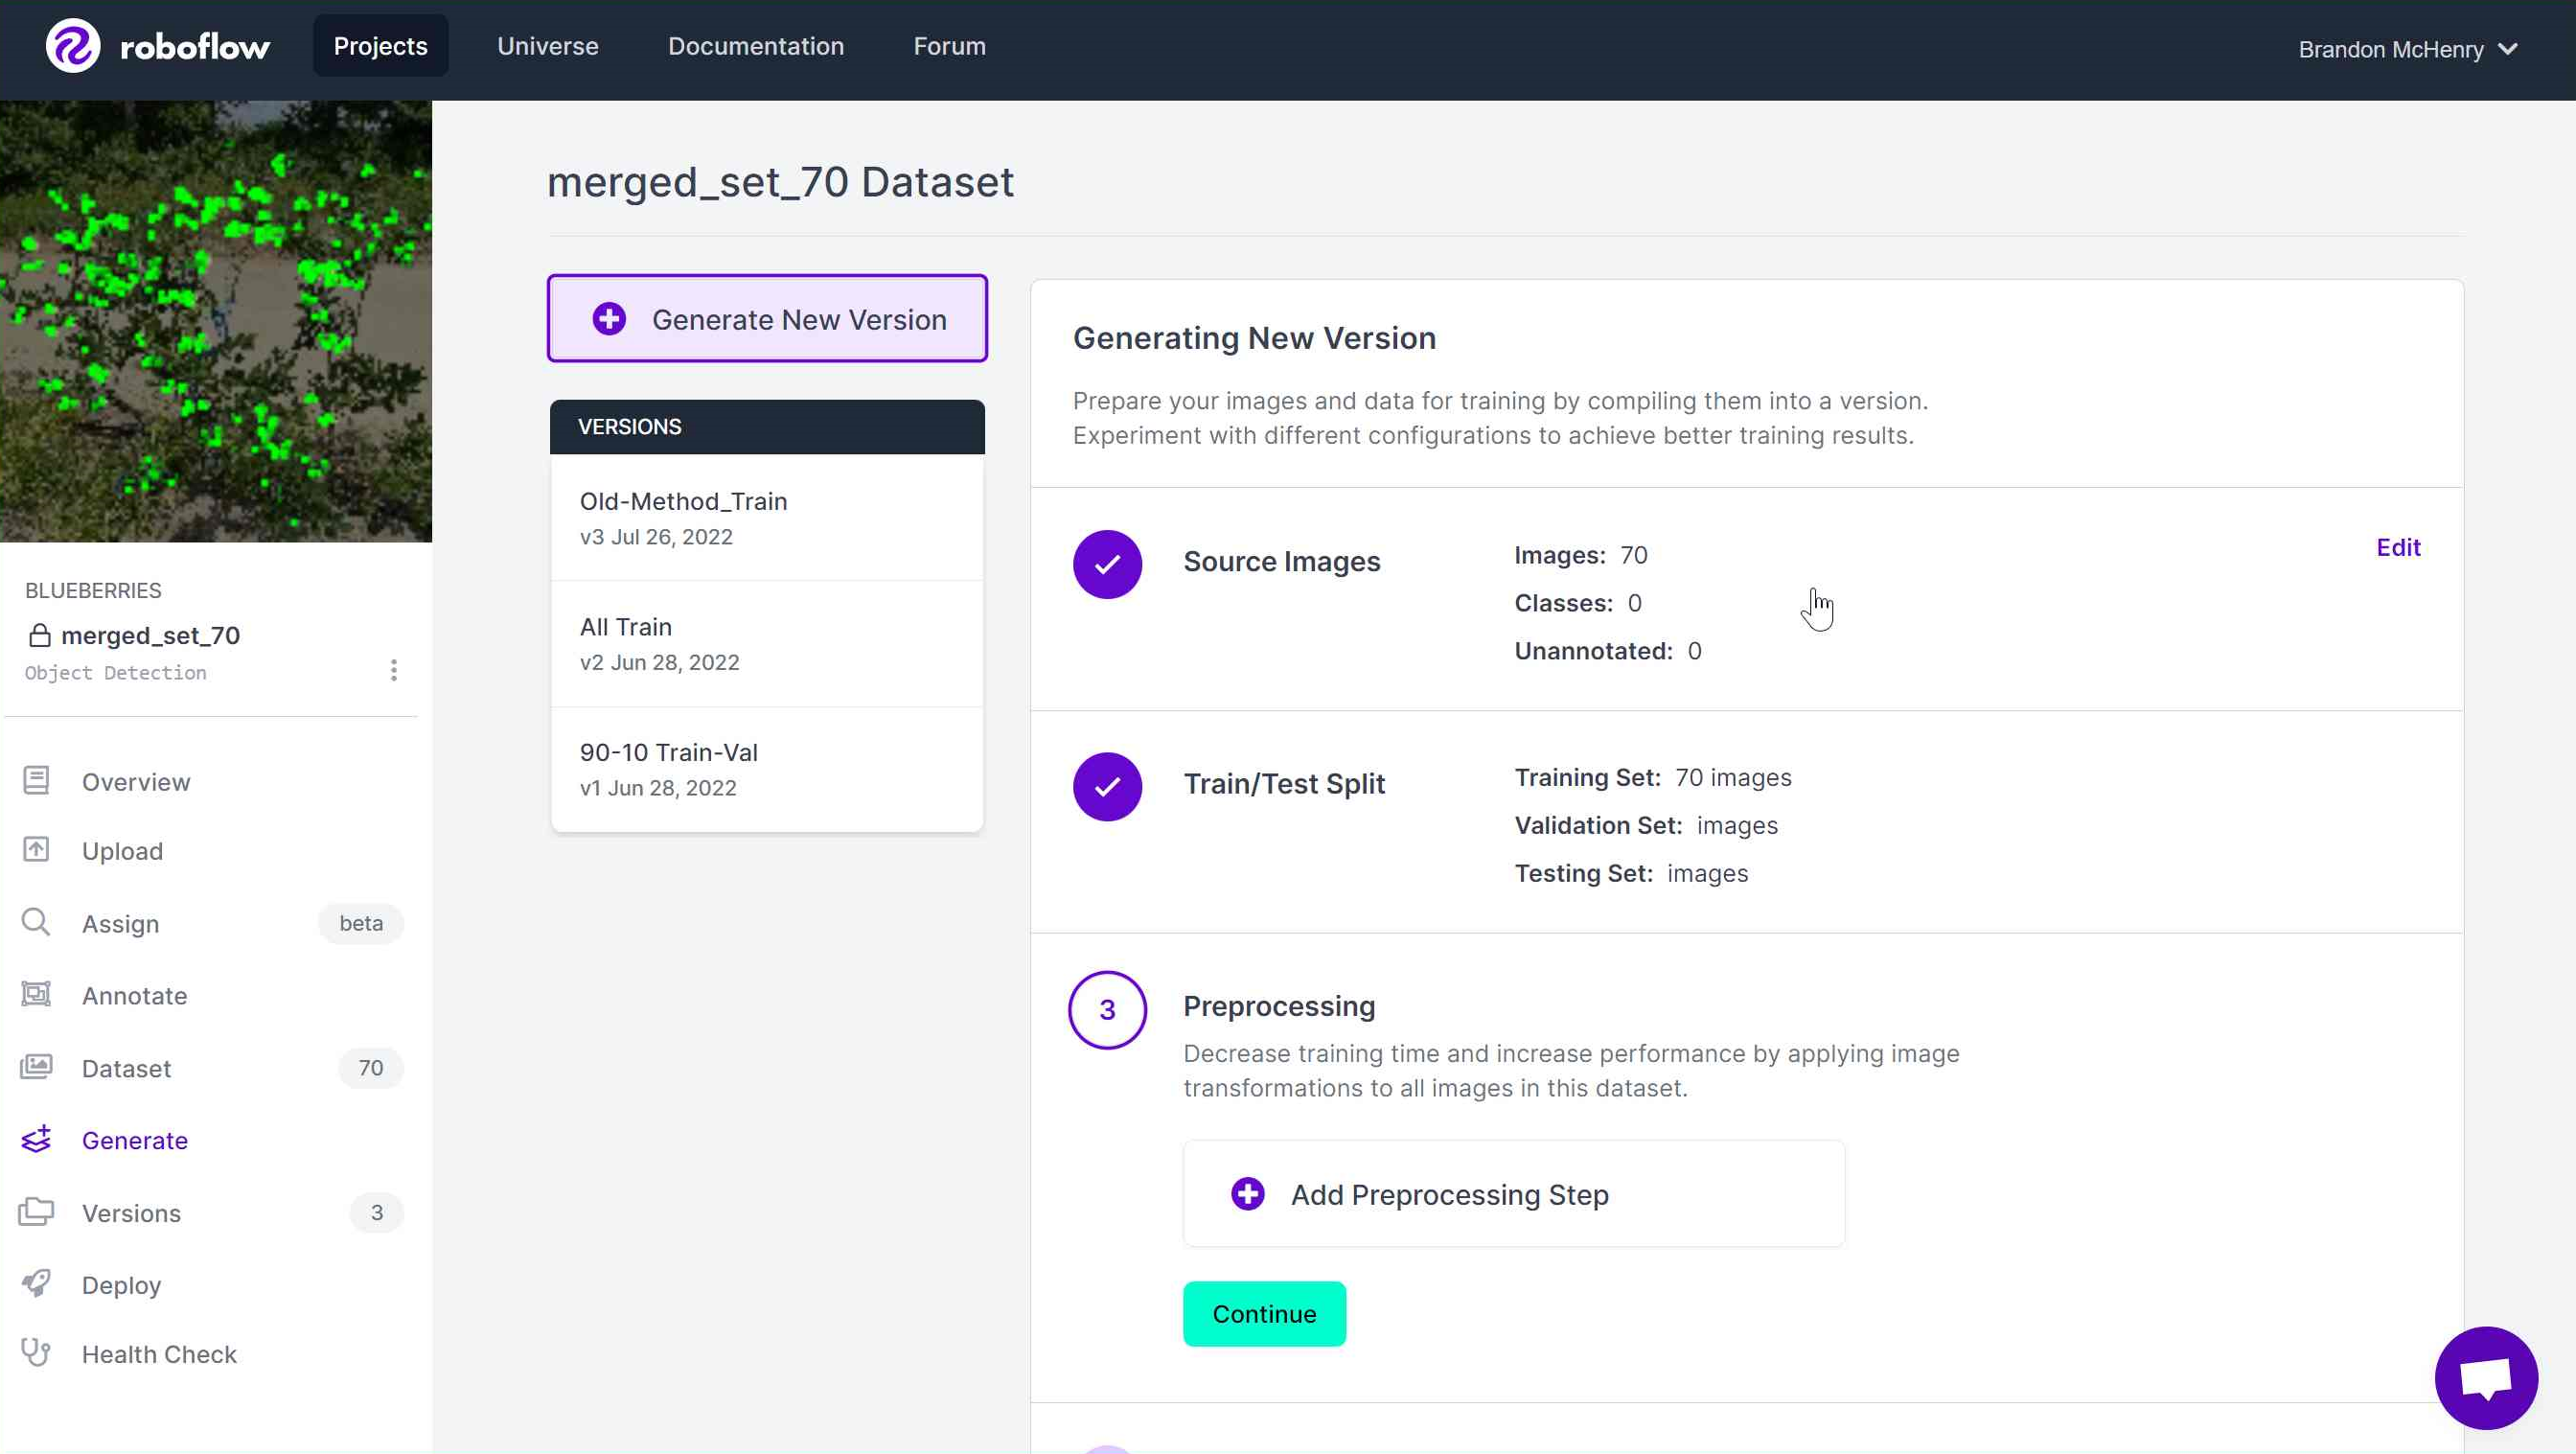 roboflow
Projects
Universe
Documentation
Forum
Brandon McHenry
BLUEBERRIES
merged_set_70
Object Detection
Overview
Upload
Assign beta
Annotate
Dataset 70
Generate
Versions 3
Deploy
Health Check
merged_set_70 Dataset
Generate New Version
VERSIONS
Old-Method_Train
v3 Jul 26, 2022
All Train
v2 Jun 28, 2022
90-10 Train-Val
v1 Jun 28, 2022
Generating New Version
Prepare your images and data for training by compiling them into a version.
Experiment with different configurations to achieve better training results.
Source Images
Images: 70
Classes: 0
Unannotated: 0
Edit
Train/Test Split
Training Set: 70 images
Validation Set: images
Testing Set: images
3
Preprocessing
Decrease training time and increase performance by applying image
transformations to all images in this dataset.
Add Preprocessing Step
Continue